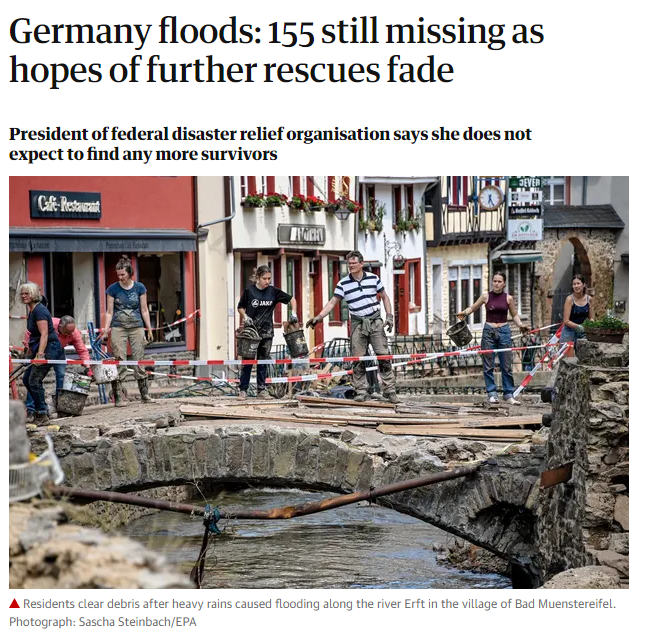 Germany floods: 155 still missing as
hopes of further rescues fade
President of federal disaster relief organisation says she does not
expect to find any more survivors
Café-Restaurant
JAKO
JEVER
Residents clear debris after heavy rains caused flooding along the river Erft in the village of Bad Muenstereifel.
Photograph: Sascha Steinbach/EPA